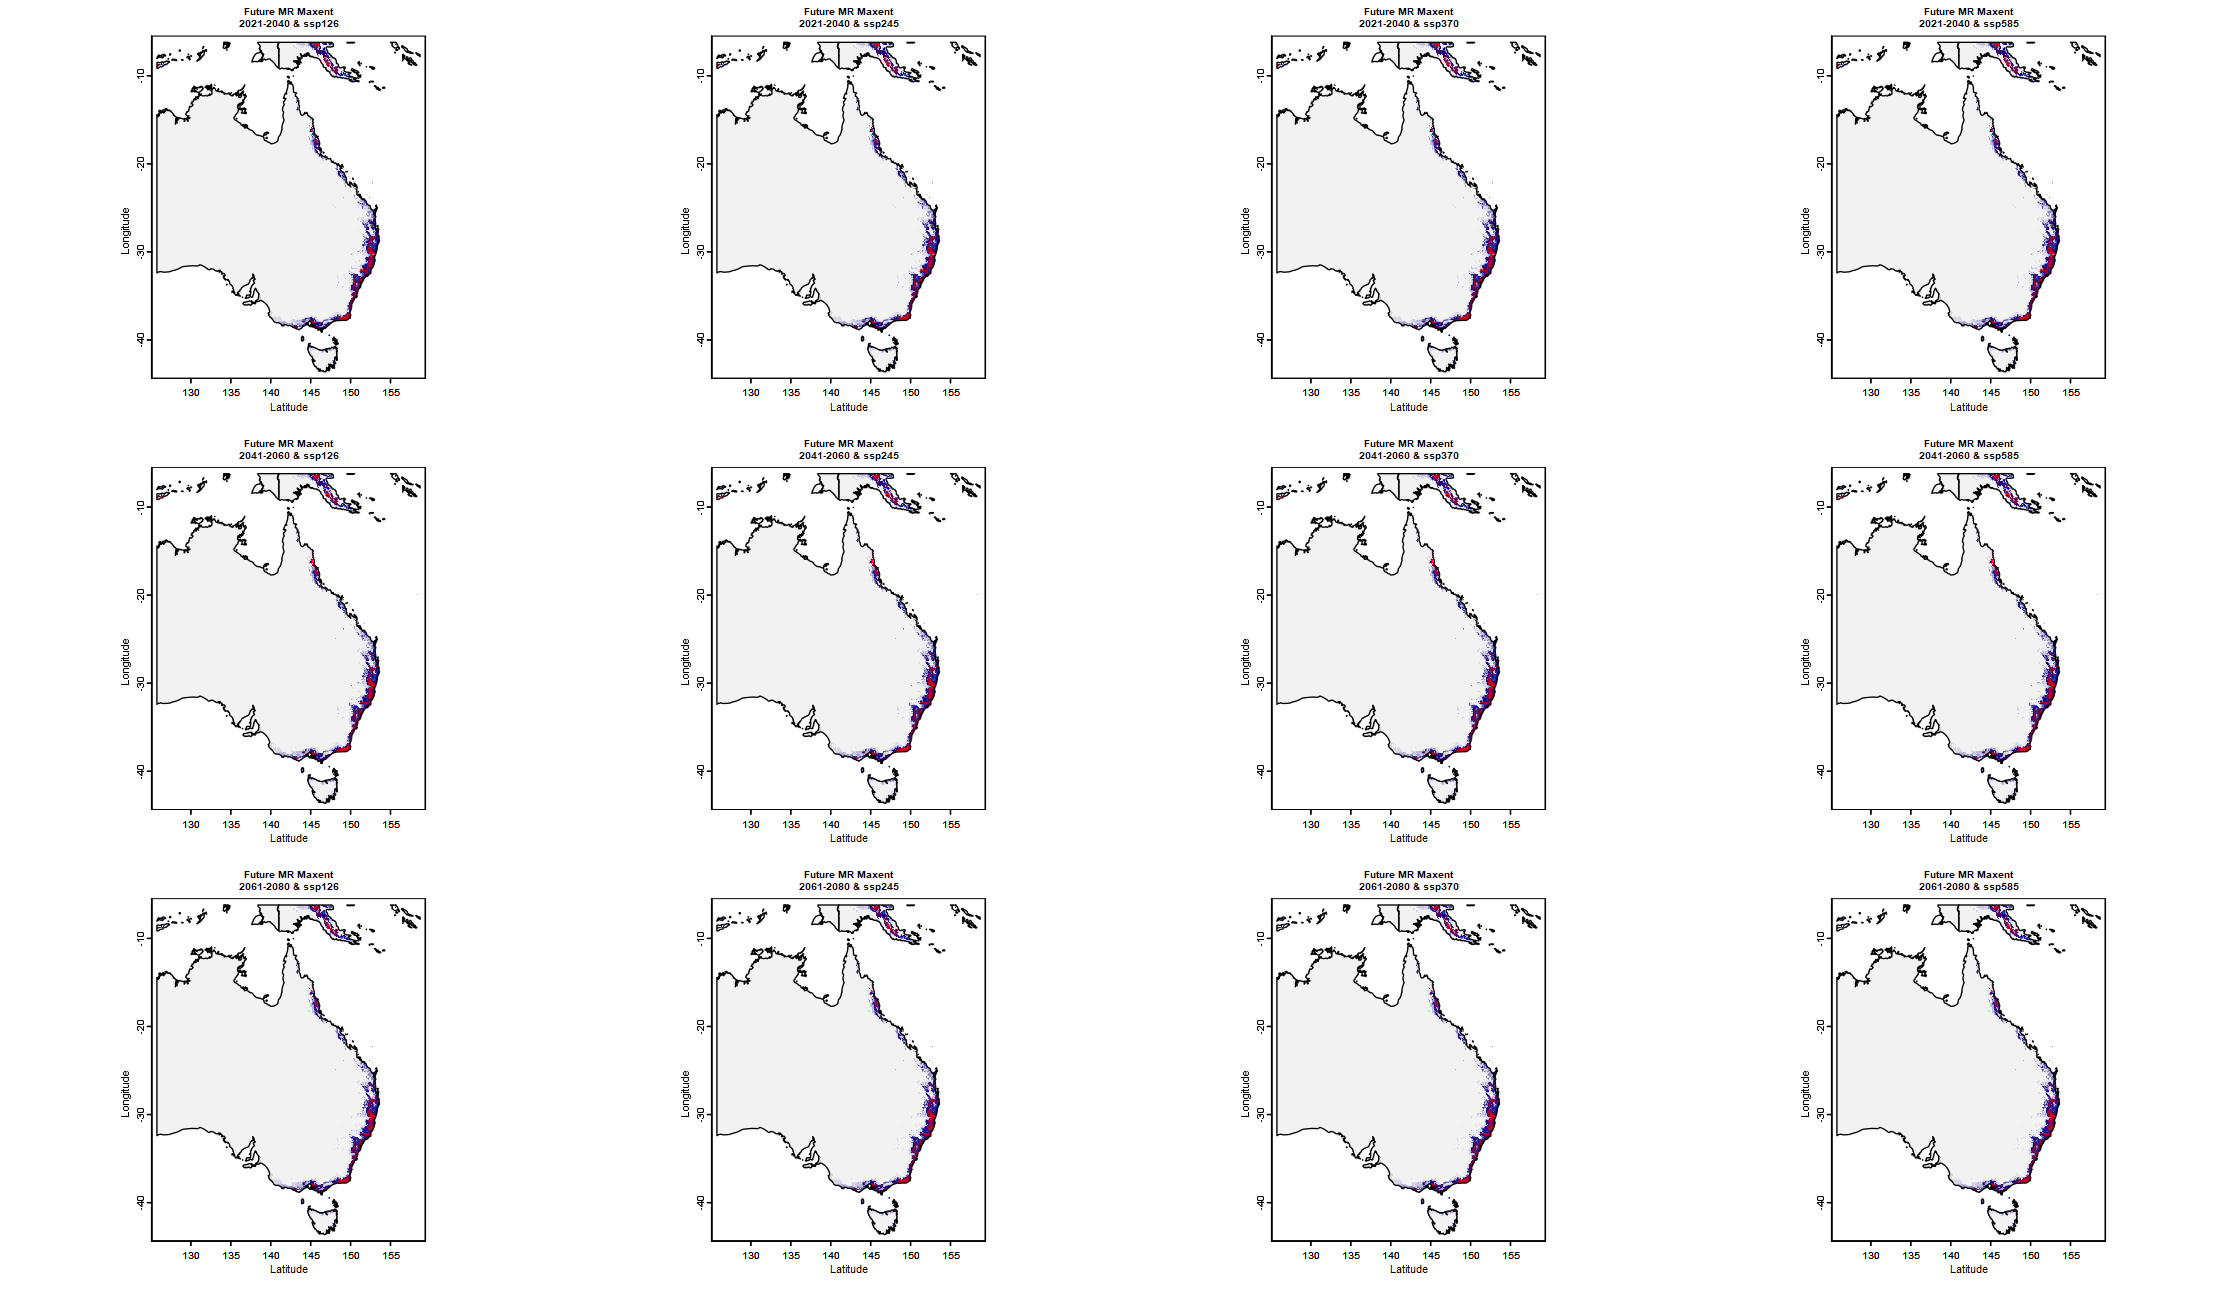 Future MR Maxent
2021-2040 & ssp126
Future MR Maxent
2021-2040 & ssp245
Future MR Maxent
2021-2040 & ssp370
Future MR Maxent
2021-2040 & ssp585
-10
-20
-30
-40
Longitude
130 135 140 145 150 155
Latitude
-10
-20
-30
-40
Longitude
130 135 140 145 150 155
Latitude
-10
-20
-30
-40
Longitude
130 135 140 145 150 155
Latitude
-10
-20
-30
-40
Longitude
130 135 140 145 150 155
Latitude
Future MR Maxent
2041-2060 & ssp126
Future MR Maxent
2041-2060 & ssp245
Future MR Maxent
2041-2060 & ssp370
Future MR Maxent
2041-2060 & ssp585
-10
-20
-30
-40
Longitude
130 135 140 145 150 155
Latitude
-10
-20
-30
-40
Longitude
130 135 140 145 150 155
Latitude
-10
-20
-30
-40
Longitude
130 135 140 145 150 155
Latitude
-10
-20
-30
-40
Longitude
130 135 140 145 150 155
Latitude
Future MR Maxent
2061-2080 & ssp126
Future MR Maxent
2061-2080 & ssp245
Future MR Maxent
2061-2080 & ssp370
Future MR Maxent
2061-2080 & ssp585
-10
-20
-30
-40
Longitude
130 135 140 145 150 155
Latitude
-10
-20
-30
-40
Longitude
130 135 140 145 150 155
Latitude
-10
-20
-30
-40
Longitude
130 135 140 145 150 155
Latitude
-10
-20
-30
-40
Longitude
130 135 140 145 150 155
Latitude